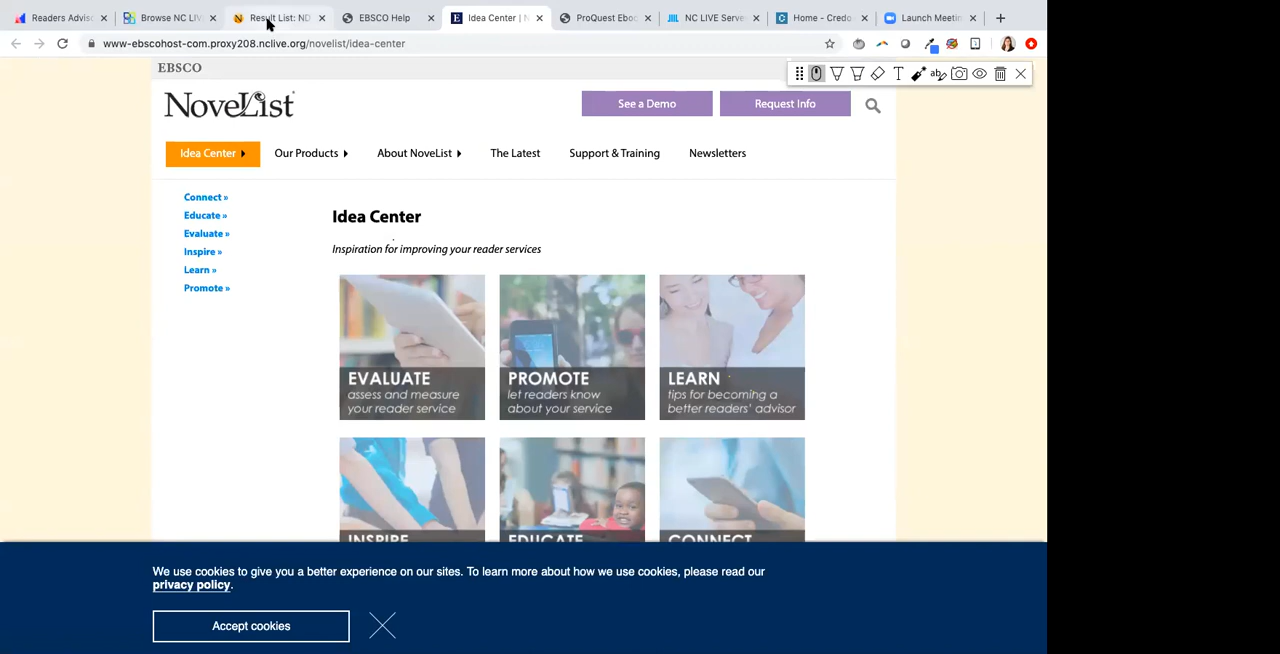 Readers Advis
Browse NC LIV
Result List: ND
EBSCO Help
Idea Center | N
ProQuest Eboo
NC LIVE Serve
Home - Credo
Launch Meetin
www-ebscohost-com.proxy208.nclive.org/novelist/idea-center
EBSCO
NoveList
See a Demo
Request Info
Idea Center
Our Products
About NoveList
The Latest
Support & Training
Newsletters
Connect »
Educate »
Evaluate »
Inspire »
Learn »
Promote »
Idea Center
Inspiration for improving your reader services
EVALUATE
assess and measure
your reader service
PROMOTE
let readers know
about your service
LEARN
tips for becoming a
better readers' advisor
INSPIRE
EDUCATE
CONNECT
We use cookies to give you a better experience on our sites. To learn more about how we use cookies, please read our
privacy policy.
Accept cookies